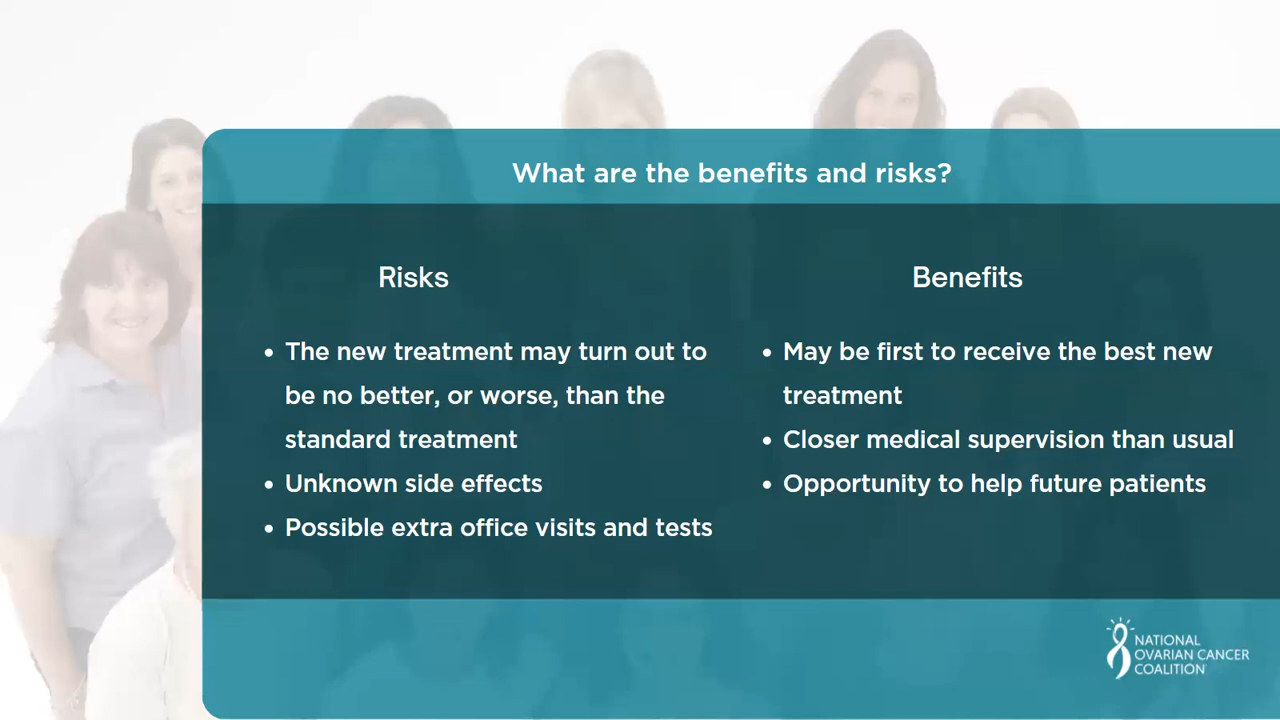 What are the benefits and risks?
Risks
• The new treatment may turn out to
be no better, or worse, than the
standard treatment
• Unknown side effects
• Possible extra office visits and tests
Benefits
• May be first to receive the best new
treatment
• Closer medical supervision than usual
• Opportunity to help future patients
NATIONAL
OVARIAN CANCER
COALITION